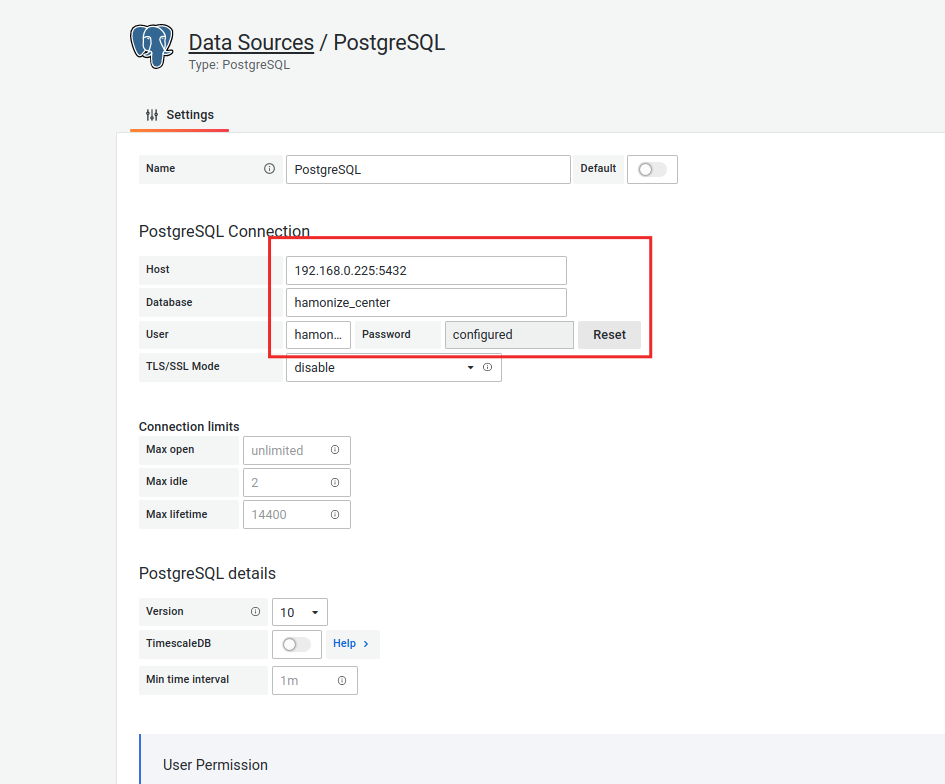 Data Sources / PostgreSQL
Type: PostgreSQL
Settings
Name PostgreSQL Default
PostgreSQL Connection
Host 192.168.0.225:5432
Database hamonize_center
User hamon... Password configured Reset
TLS/SSL Mode disable
Connection limits
Max open unlimited
Max idle 2
Max lifetime 14400
PostgreSQL details
Version 10
TimescaleDB Help >
Min time interval 1m
User Permission